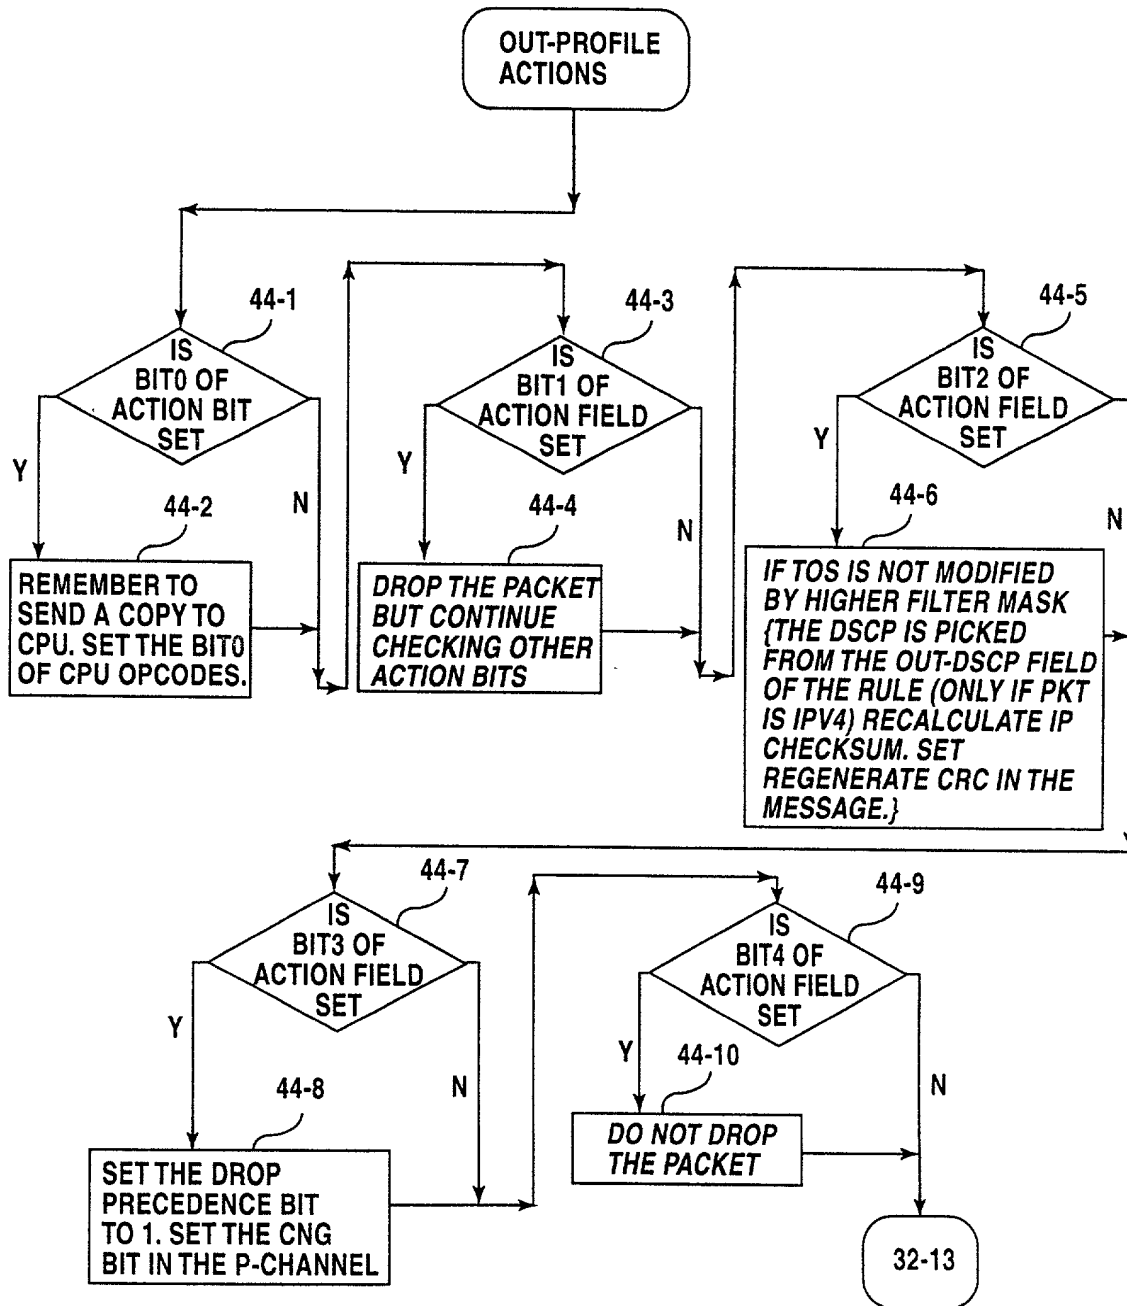 OUT-PROFILE
ACTIONS
44-1
IS
BIT0 OF
ACTION BIT
SET
Y
N
44-2
REMEMBER TO
SEND A COPY TO
CPU. SET THE BIT0
OF CPU OPCODES.
44-3
IS
BIT1 OF
ACTION FIELD
SET
Y
N
44-4
DROP THE PACKET
BUT CONTINUE
CHECKING OTHER
ACTION BITS
44-5
IS
BIT2 OF
ACTION FIELD
SET
Y
N
44-6
IF TOS IS NOT MODIFIED
BY HIGHER FILTER MASK
{THE DSCP IS PICKED
FROM THE OUT-DSCP FIELD
OF THE RULE (ONLY IF PKT
IS IPV4) RECALCULATE IP
CHECKSUM. SET
REGENERATE CRC IN THE
MESSAGE.}
44-7
IS
BIT3 OF
ACTION FIELD
SET
Y
N
44-8
SET THE DROP
PRECEDENCE BIT
TO 1. SET THE CNG
BIT IN THE P-CHANNEL
44-9
IS
BIT4 OF
ACTION FIELD
SET
Y
N
44-10
DO NOT DROP
THE PACKET
32-13